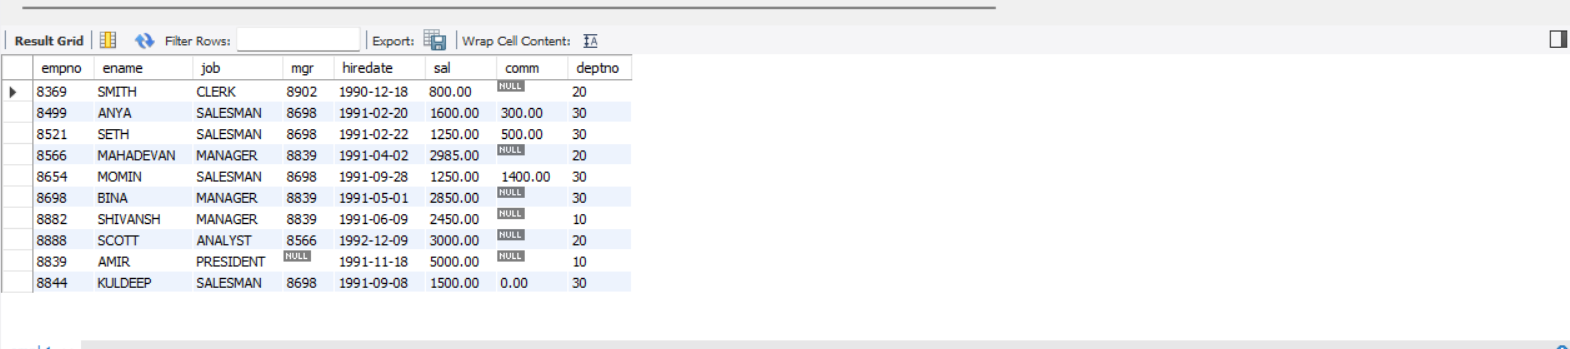 Result Grid Filter Rows: Export: Wrap Cell Content: IA
empno ename job mgr hiredate sal comm deptno
8369 SMITH CLERK 8902 1990-12-18 800.00 NULL 20
8499 ANYA SALESMAN 8698 1991-02-20 1600.00 300.00 30
8521 SETH SALESMAN 8698 1991-02-22 1250.00 500.00 30
8566 MAHADEVAN MANAGER 8839 1991-04-02 2985.00 NULL 20
8654 MOMIN SALESMAN 8698 1991-09-28 1250.00 1400.00 30
8698 BINA MANAGER 8839 1991-05-01 2850.00 NULL 30
8882 SHIVANSH MANAGER 8839 1991-06-09 2450.00 NULL 10
8888 SCOTT ANALYST 8566 1992-12-09 3000.00 NULL 20
8839 AMIR PRESIDENT NULL 1991-11-18 5000.00 NULL 10
8844 KULDEEP SALESMAN 8698 1991-09-08 1500.00 0.00 30